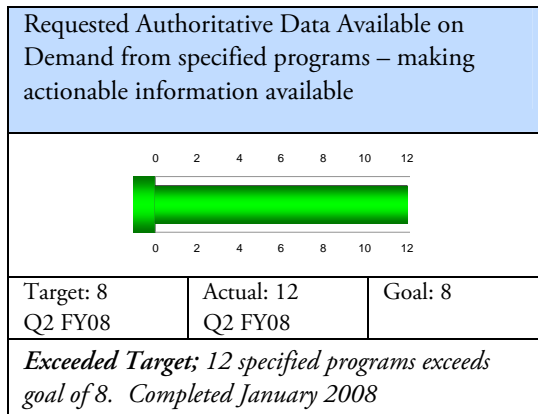 Requested Authoritative Data Available on
Demand from specified programs – making
actionable information available
0 2 4 6 8 10 12
0 2 4 6 8 10 12
Target: 8
Q2 FY08
Actual: 12
Q2 FY08
Goal: 8
Exceeded Target; 12 specified programs exceeds
goal of 8. Completed January 2008